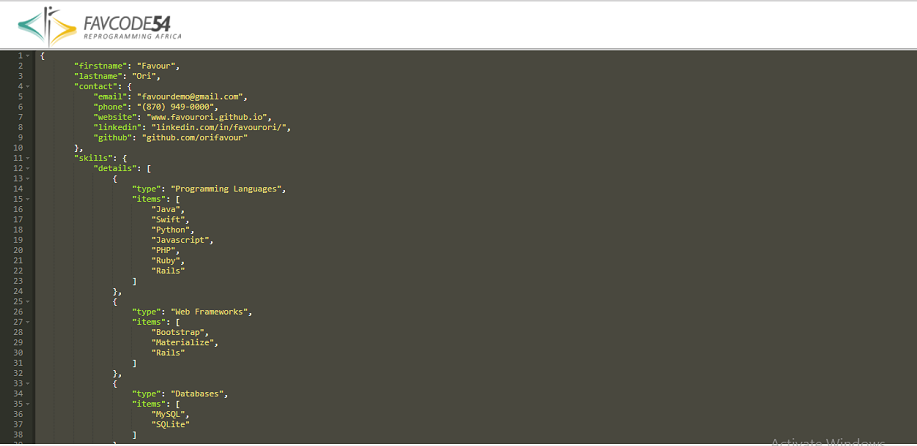 FAVCODE54
REPROGRAMMING AFRICA
1 {
2 "firstname": "Favour",
3 "lastname": "Ori",
4 "contact": {
5 "email": "favourdemo@gmail.com",
6 "phone": "(870) 949-0000",
7 "website": "www.favourori.github.io",
8 "linkedin": "linkedin.com/in/favourori/",
9 "github": "github.com/orifavour"
10 },
11 "skills": {
12 "details": [
13 {
14 "type": "Programming Languages",
15 "items": [
16 "Java",
17 "Swift",
18 "Python",
19 "Javascript",
20 "PHP",
21 "Ruby",
22 "Rails"
23 ]
24 },
25 {
26 "type": "Web Frameworks",
27 "items": [
28 "Bootstrap",
29 "Materialize",
30 "Rails"
31 ]
32 },
33 {
34 "type": "Databases",
35 "items": [
36 "MySQL",
37 "SQLite"
38 ]
Activate Windows